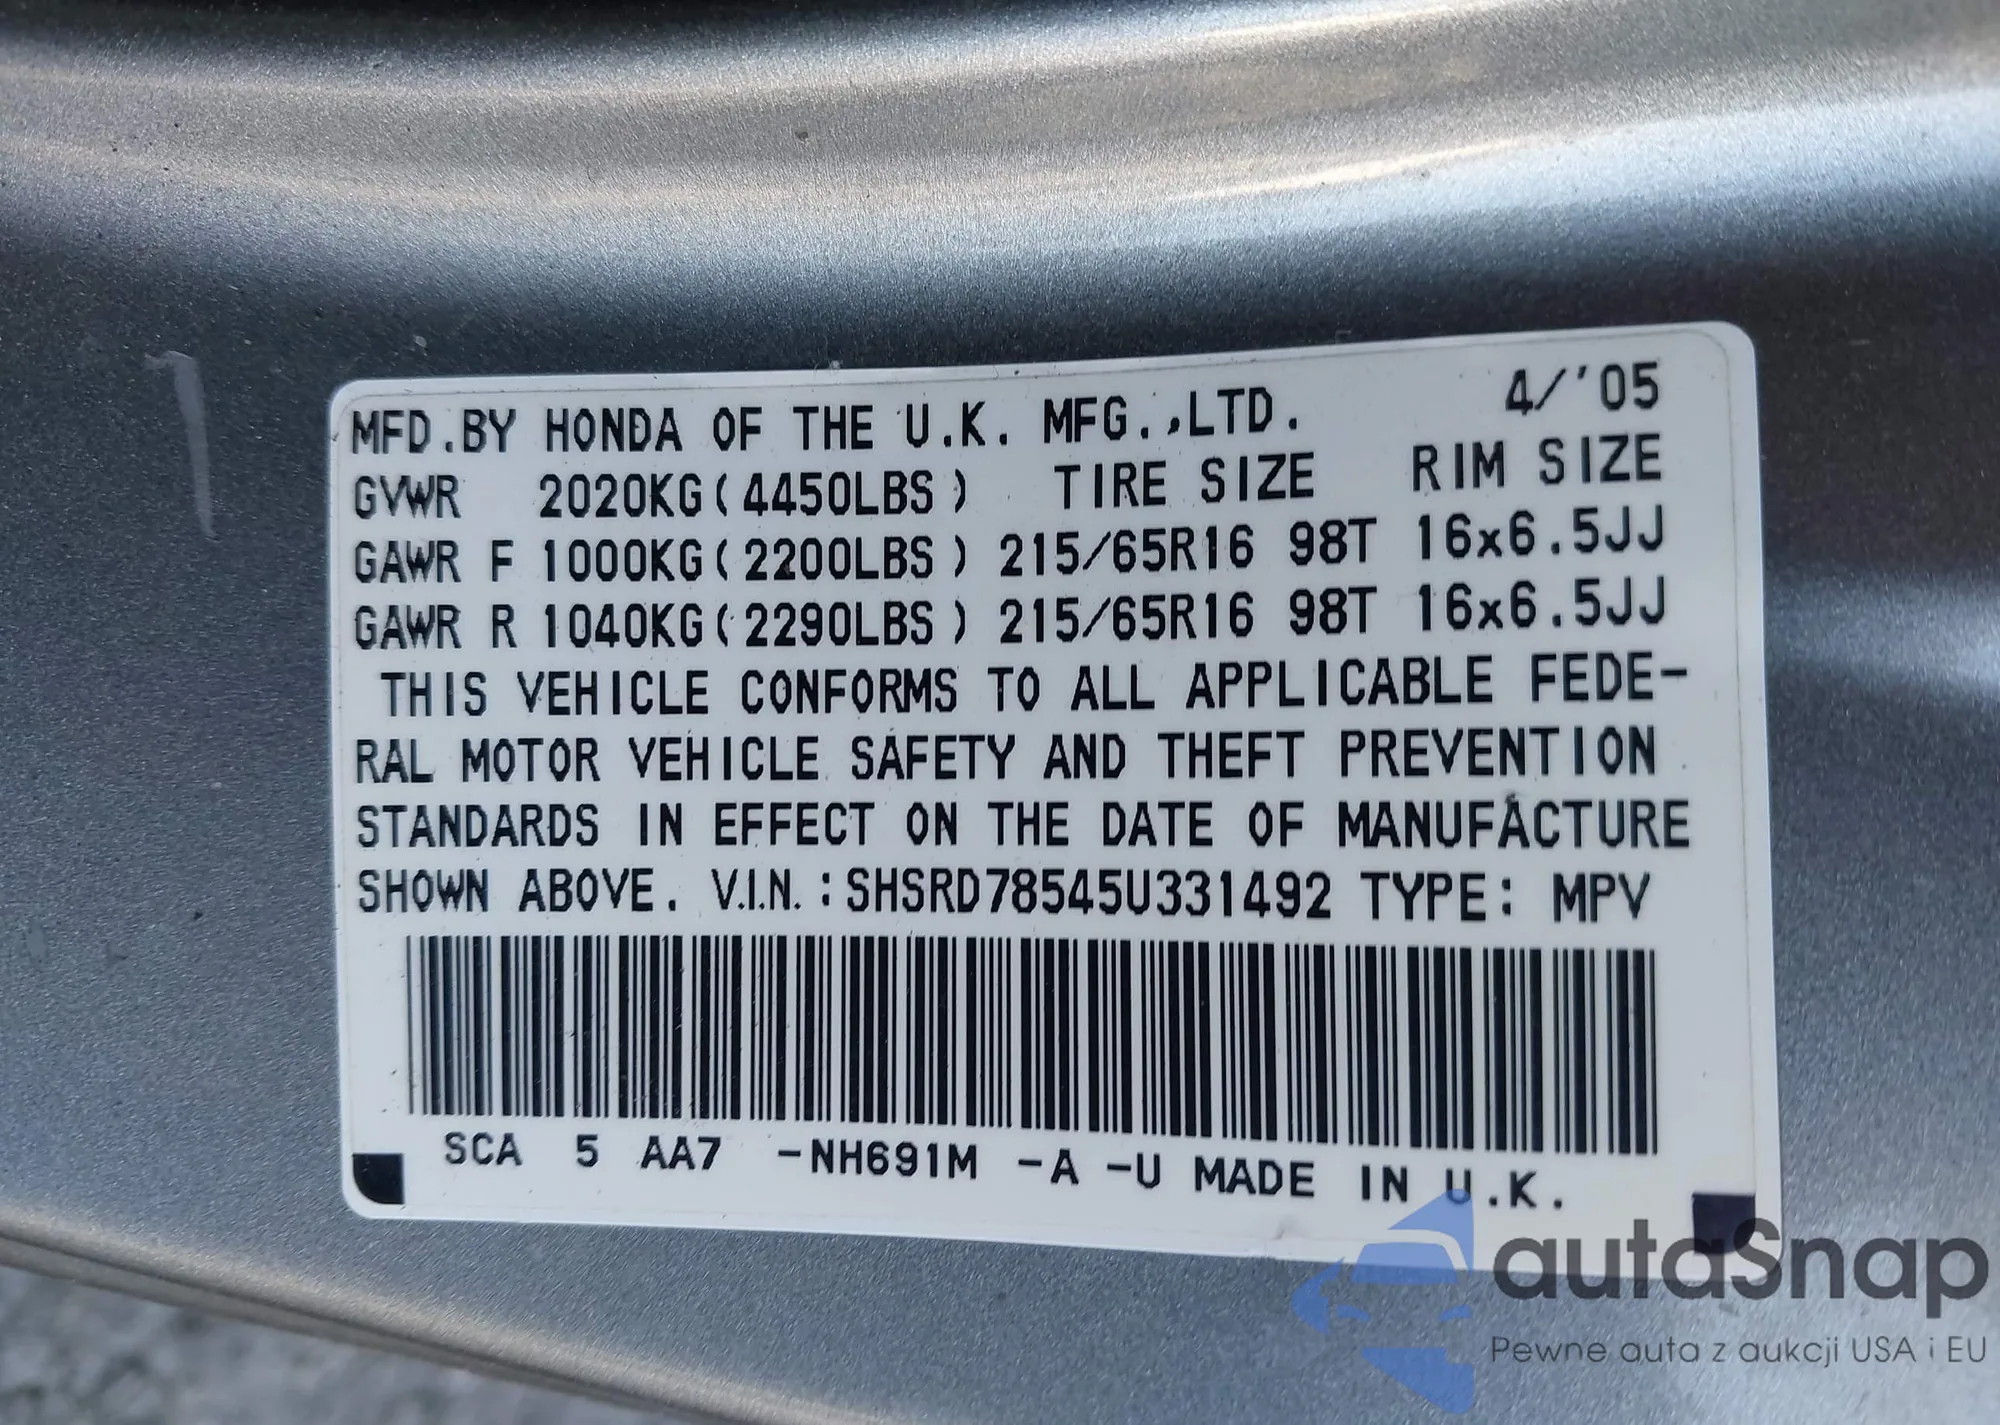 MFD.BY HONDA OF THE U.K. MFG.,LTD. 4/'05
GVWR 2020KG(4450LBS) TIRE SIZE RIM SIZE
GAWR F 1000KG(2200LBS) 215/65R16 98T 16x6.5JJ
GAWR R 1040KG(2290LBS) 215/65R16 98T 16x6.5JJ
THIS VEHICLE CONFORMS TO ALL APPLICABLE FEDE-
RAL MOTOR VEHICLE SAFETY AND THEFT PREVENTION
STANDARDS IN EFFECT ON THE DATE OF MANUFACTURE
SHOWN ABOVE. V.I.N.:SHSRD78545U331492 TYPE: MPV
SCA 5 AA7 -NH691M -A -U MADE IN U.K.
autaSnap
Pewne auta z aukcji USA i EU